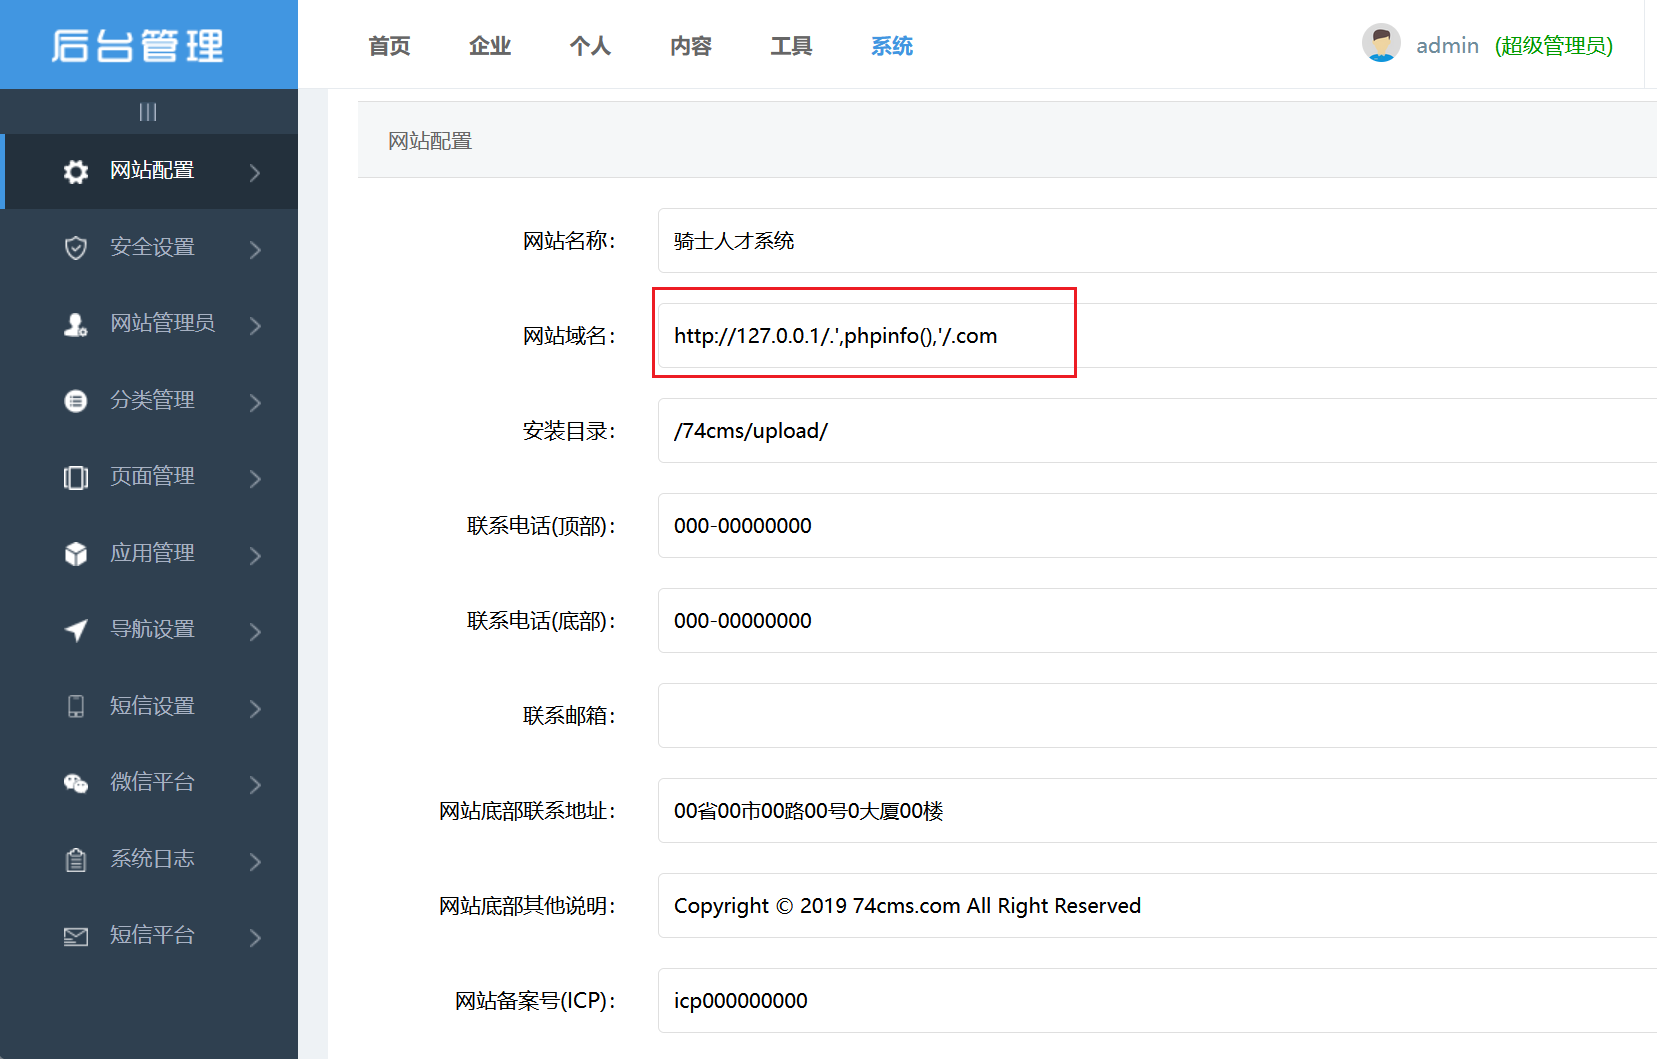 后台管理
首页 企业 个人 内容 工具 系统
admin (超级管理员)
网站配置
安全设置
网站管理员
分类管理
页面管理
应用管理
导航设置
短信设置
微信平台
系统日志
短信平台
网站配置
网站名称： 骑士人才系统
网站域名： http://127.0.0.1/.',phpinfo(),'/.com
安装目录： /74cms/upload/
联系电话(顶部)： 000-00000000
联系电话(底部)： 000-00000000
联系邮箱：
网站底部联系地址： 00省00市00路00号0大厦00楼
网站底部其他说明： Copyright © 2019 74cms.com All Right Reserved
网站备案号(ICP)： icp000000000